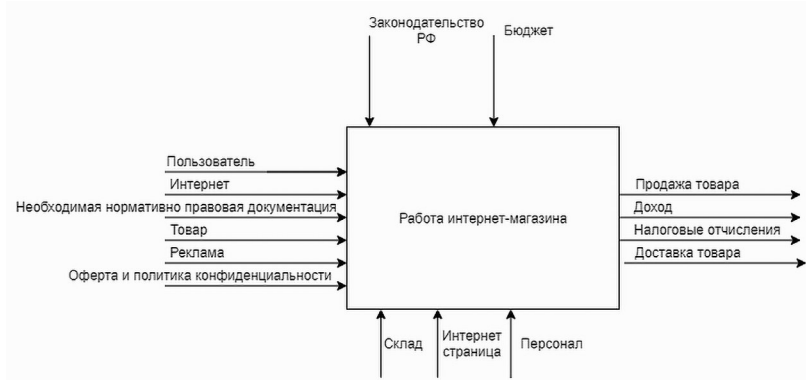 Законодательство
РФ
Бюджет
Пользователь
Интернет
Необходимая нормативно правовая документация
Товар
Реклама
Оферта и политика конфиденциальности
Работа интернет-магазина
Продажа товара
Доход
Налоговые отчисления
Доставка товара
Склад
Интернет
страница
Персонал